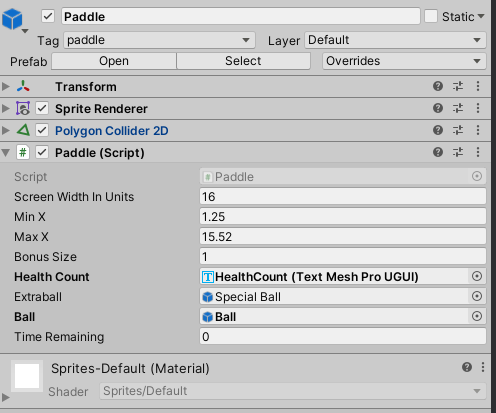 Paddle Static
Tag paddle Layer Default
Prefab Open Select Overrides
Transform
Sprite Renderer
Polygon Collider 2D
# Paddle (Script)
Script # Paddle
Screen Width In Units 16
Min X 1.25
Max X 15.52
Bonus Size 1
Health Count T HealthCount (Text Mesh Pro UGUI)
Extraball Special Ball
Ball Ball
Time Remaining 0
Sprites-Default (Material)
Shader Sprites/Default